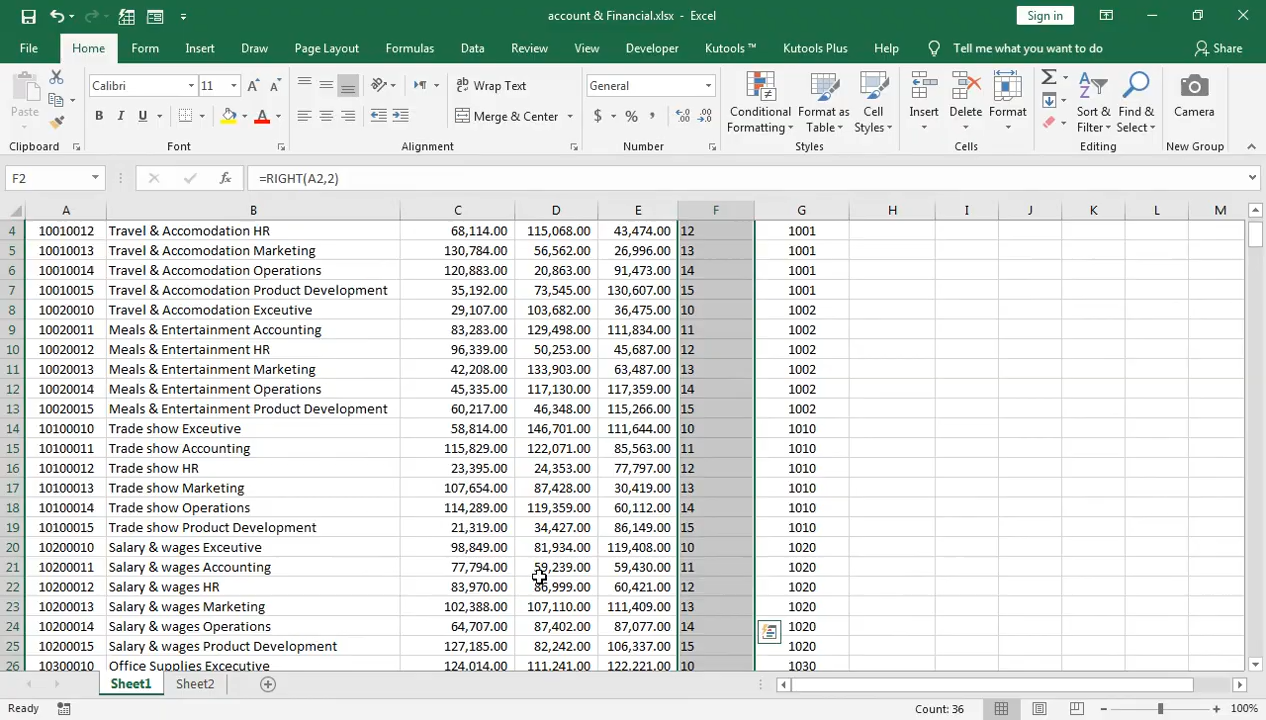 account & Financial.xlsx - Excel
Sign in
File Home Form Insert Draw Page Layout Formulas Data Review View Developer Kutools ™ Kutools Plus Help Tell me what you want to do Share
Paste
Calibri 11
B I U A
Wrap Text
Merge & Center
General
$ % ,
Conditional Formatting
Format as Table
Cell Styles
Insert Delete Format
Sort & Filter
Find & Select
Camera
Clipboard Font Alignment Number Styles Cells Editing New Group
F2 fx =RIGHT(A2,2)
A B C D E F G H I J K L M
4 10010012 Travel & Accomodation HR 68,114.00 115,068.00 43,474.00 12 1001
5 10010013 Travel & Accomodation Marketing 130,784.00 56,562.00 26,996.00 13 1001
6 10010014 Travel & Accomodation Operations 120,883.00 20,863.00 91,473.00 14 1001
7 10010015 Travel & Accomodation Product Development 35,192.00 73,545.00 130,607.00 15 1001
8 10020010 Travel & Accomodation Exceutive 29,107.00 103,682.00 36,475.00 10 1002
9 10020011 Meals & Entertainment Accounting 83,283.00 129,498.00 111,834.00 11 1002
10 10020012 Meals & Entertainment HR 96,339.00 50,253.00 45,687.00 12 1002
11 10020013 Meals & Entertainment Marketing 42,208.00 133,903.00 63,487.00 13 1002
12 10020014 Meals & Entertainment Operations 45,335.00 117,130.00 117,359.00 14 1002
13 10020015 Meals & Entertainment Product Development 60,217.00 46,348.00 115,266.00 15 1002
14 10100010 Trade show Exceutive 58,814.00 146,701.00 111,644.00 10 1010
15 10100011 Trade show Accounting 115,829.00 122,071.00 85,563.00 11 1010
16 10100012 Trade show HR 23,395.00 24,353.00 77,797.00 12 1010
17 10100013 Trade show Marketing 107,654.00 87,428.00 30,419.00 13 1010
18 10100014 Trade show Operations 114,289.00 119,359.00 60,112.00 14 1010
19 10100015 Trade show Product Development 21,319.00 34,427.00 86,149.00 15 1010
20 10200010 Salary & wages Exceutive 98,849.00 81,934.00 119,408.00 10 1020
21 10200011 Salary & wages Accounting 77,794.00 59,239.00 59,430.00 11 1020
22 10200012 Salary & wages HR 83,970.00 86,999.00 60,421.00 12 1020
23 10200013 Salary & wages Marketing 102,388.00 107,110.00 111,409.00 13 1020
24 10200014 Salary & wages Operations 64,707.00 87,402.00 87,077.00 14 1020
25 10200015 Salary & wages Product Development 127,185.00 82,242.00 106,337.00 15 1020
26 10300010 Office Supplies Excecutive 124,014.00 111,241.00 122,221.00 10 1030
Sheet1 Sheet2
Ready Count: 36 100%